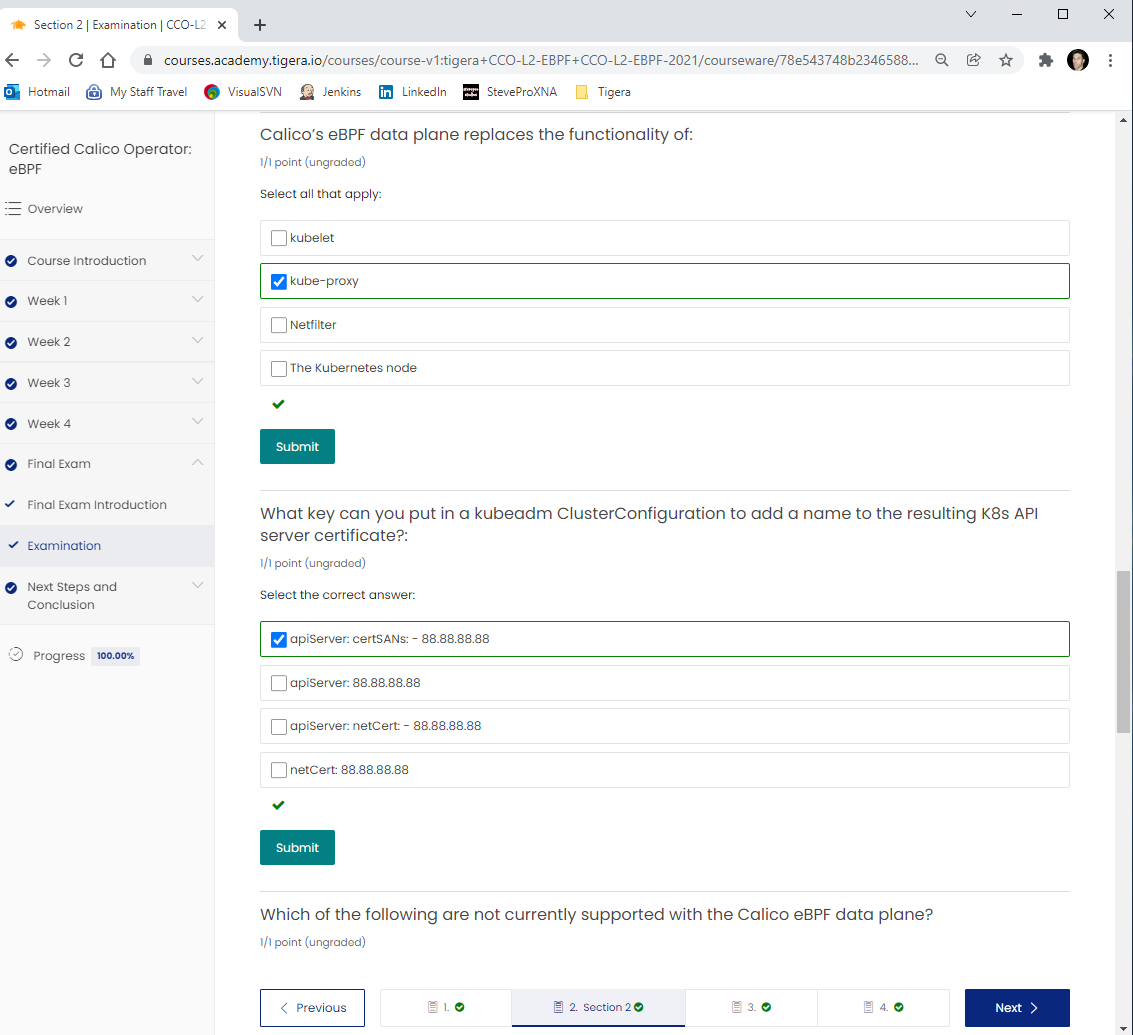 Section 2 | Examination | CCO-L2
courses.academy.tigera.io/courses/course-v1:tigera+CCO-L2-EBPF+CCO-L2-EBPF-2021/courseware/78e543748b2346588...
Hotmail My Staff Travel VisualSVN Jenkins LinkedIn SteveProXNA Tigera
Certified Calico Operator:
eBPF
Overview
Course Introduction
Week 1
Week 2
Week 3
Week 4
Final Exam
Final Exam Introduction
Examination
Next Steps and
Conclusion
Progress 100.00%
Calico’s eBPF data plane replaces the functionality of:
1/1 point (ungraded)
Select all that apply:
kubelet
kube-proxy
Netfilter
The Kubernetes node
Submit
What key can you put in a kubeadm ClusterConfiguration to add a name to the resulting K8s API
server certificate?:
1/1 point (ungraded)
Select the correct answer:
apiServer: certSANs: - 88.88.88.88
apiServer: 88.88.88.88
apiServer: netCert: - 88.88.88.88
netCert: 88.88.88.88
Submit
Which of the following are not currently supported with the Calico eBPF data plane?
1/1 point (ungraded)
Previous 1. 2. Section 2 3. 4. Next